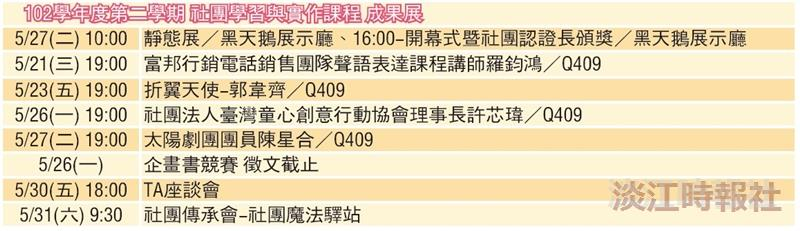 102學年度第二學期 社團學習與實作課程 成果展
5/27(二) 10:00 靜態展／黑天鵝展示廳、16:00-開幕式暨社團認證長頒獎／黑天鵝展示廳
5/21(三) 19:00 富邦行銷電話銷售團隊聲語表達課程講師羅鈞鴻／Q409
5/23(五) 19:00 折翼天使-郭韋齊／Q409
5/26(一) 19:00 社團法人臺灣童心創意行動協會理事長許芯瑋／Q409
5/27(二) 19:00 太陽劇團團員陳星合／Q409
5/26(一) 企畫書競賽 徵文截止
5/30(五) 18:00 TA座談會
5/31(六) 9:30 社團傳承會-社團魔法驛站
淡江時報社